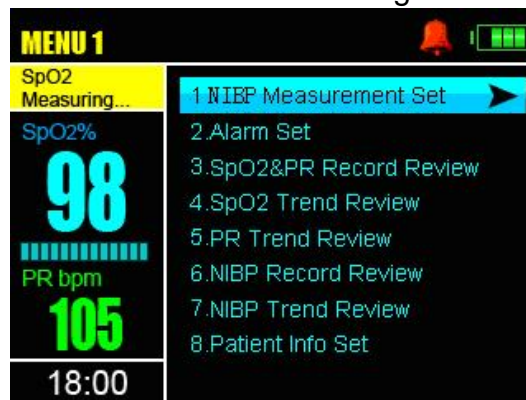 MENU 1
SpO2
Measuring...
SpO2%
98
PR bpm
105
18:00
1 NIBP Measurement Set
2.Alarm Set
3.SpO2&PR Record Review
4.SpO2 Trend Review
5.PR Trend Review
6.NIBP Record Review
7.NIBP Trend Review
8.Patient Info Set